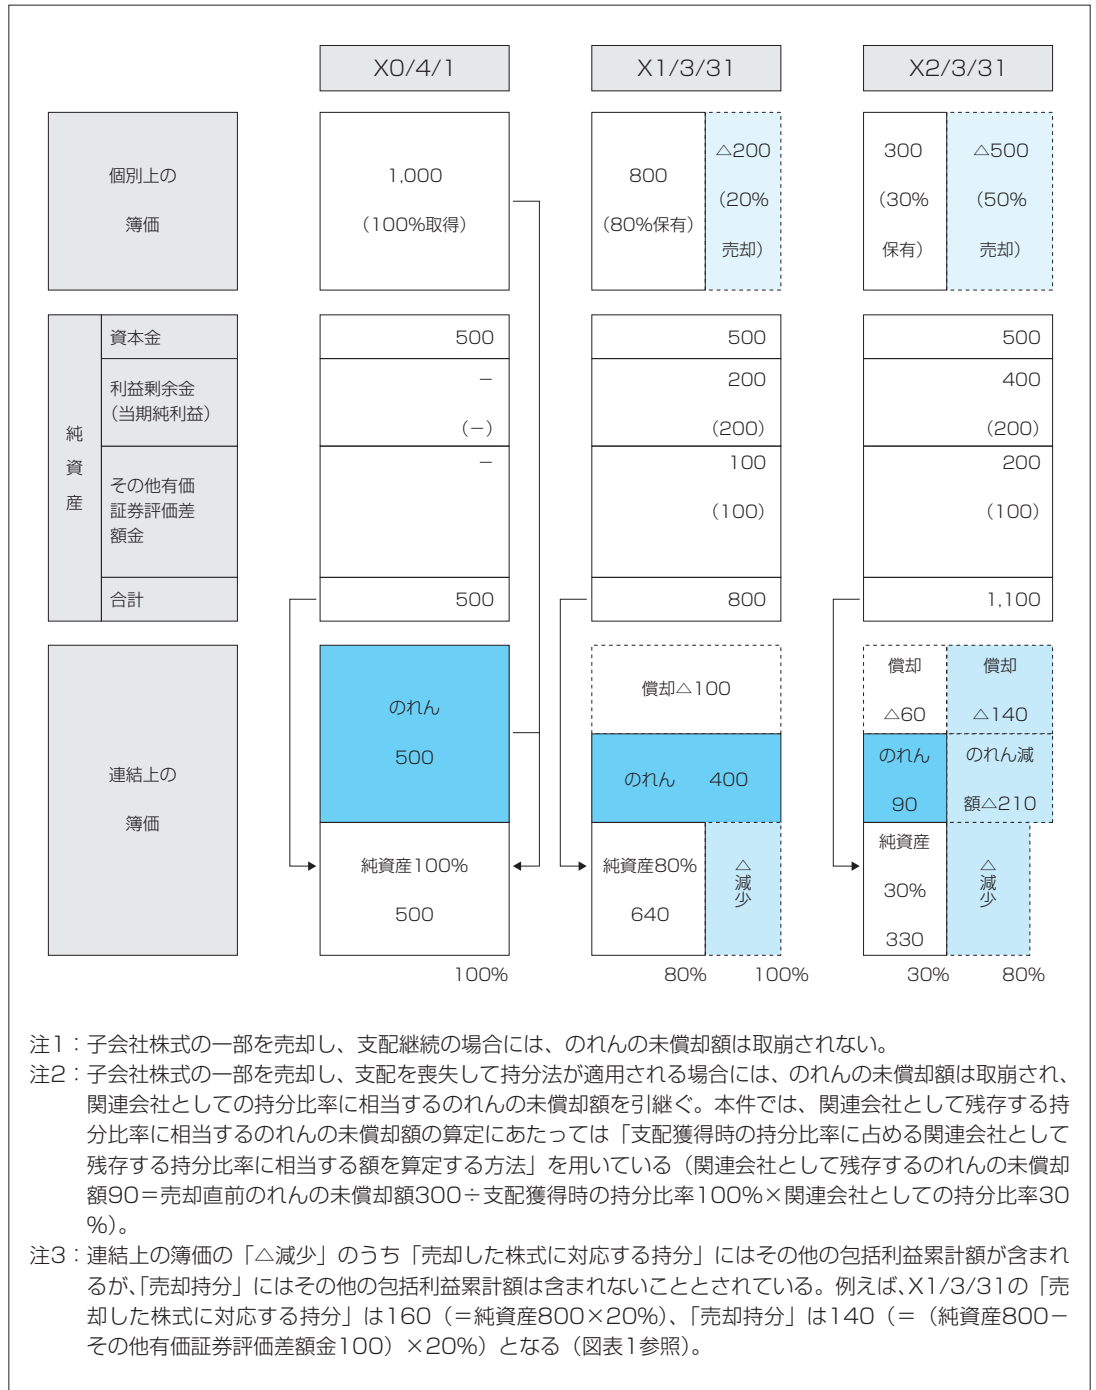 X0/4/1
X1/3/31
X2/3/31
個別上の
簿価
1,000
(100%取得)
800
(80%保有)
△200
(20%
売却)
300
(30%
保有)
△500
(50%
売却)
純資産
資本金
500
500
500
利益剰余金
(当期純利益)
－
(－)
200
(200)
400
(200)
その他有価
証券評価差
額金
－
100
(100)
200
(100)
合計
500
800
1,100
連結上の
簿価
のれん
500
純資産100%
500
100%
償却△100
のれん 400
純資産80%
640
△減少
80%
100%
償却
△60
償却
△140
のれん
90
のれん減
額△210
純資産
30%
330
△減少
30%
80%
注1：子会社株式の一部を売却し、支配継続の場合には、のれんの未償却額は取崩されない。
注2：子会社株式の一部を売却し、支配を喪失して持分法が適用される場合には、のれんの未償却額は取崩され、
関連会社としての持分比率に相当するのれんの未償却額を引継ぐ。本件では、関連会社として残存する持
分比率に相当するのれんの未償却額の算定にあたっては「支配獲得時の持分比率に占める関連会社として
残存する持分比率に相当する額を算定する方法」を用いている（関連会社として残存するのれんの未償却
額90＝売却直前のれんの未償却額300÷支配獲得時の持分比率100%×関連会社としての持分比率30
%）。
注3：連結上の簿価の「△減少」のうち「売却した株式に対応する持分」にはその他の包括利益累計額が含まれ
るが、「売却持分」にはその他の包括利益累計額は含まれないこととされている。例えば、X1/3/31の「売
却した株式に対応する持分」は160（＝純資産800×20%）、「売却持分」は140（＝（純資産800－
その他有価証券評価差額金100）×20%）となる（図表1参照）。